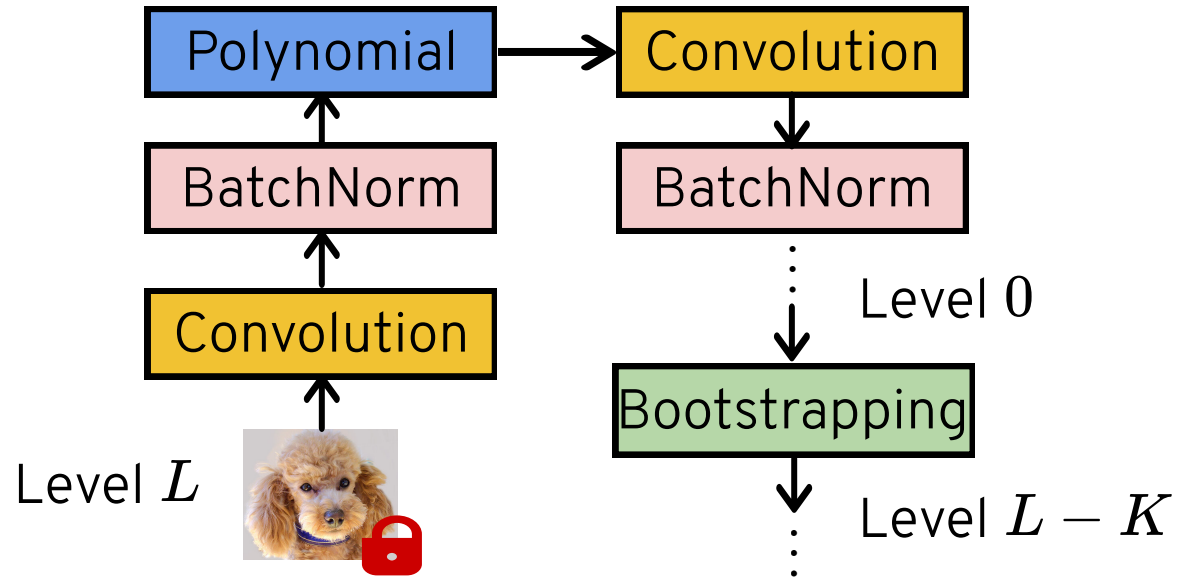 Level L
Convolution
BatchNorm
Polynomial
Convolution
BatchNorm
Level 0
Bootstrapping
Level L − K